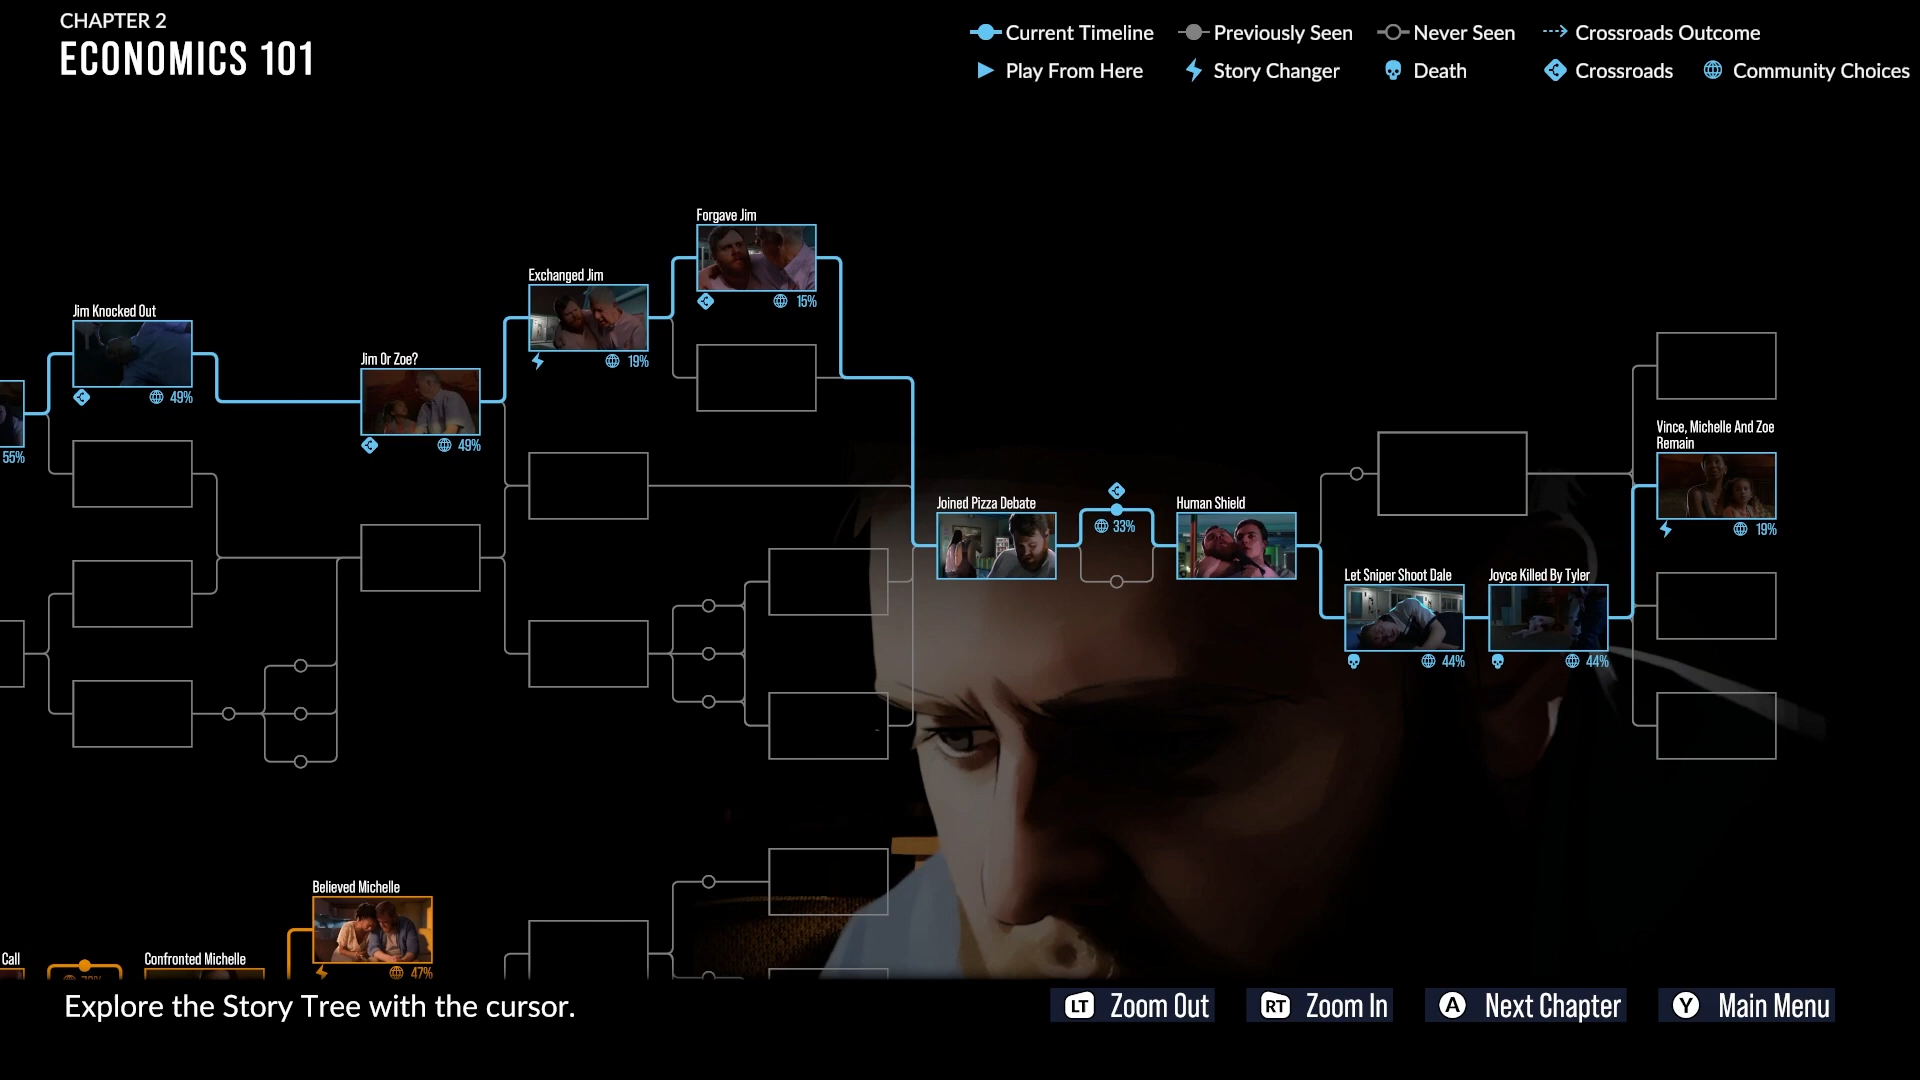 CHAPTER 2
ECONOMICS 101
Current Timeline
Previously Seen
Never Seen
Crossroads Outcome
Play From Here
Story Changer
Death
Crossroads
Community Choices
Forgave Jim
15%
Exchanged Jim
19%
Jim Knocked Out
49%
Jim Or Zoe?
49%
55%
Joined Pizza Debate
33%
Human Shield
Let Sniper Shoot Dale
44%
Joyce Killed By Tyler
44%
Vince, Michelle And Zoe
Remain
19%
Believed Michelle
47%
Call
Confronted Michelle
Explore the Story Tree with the cursor.
LT Zoom Out
RT Zoom In
A Next Chapter
Y Main Menu